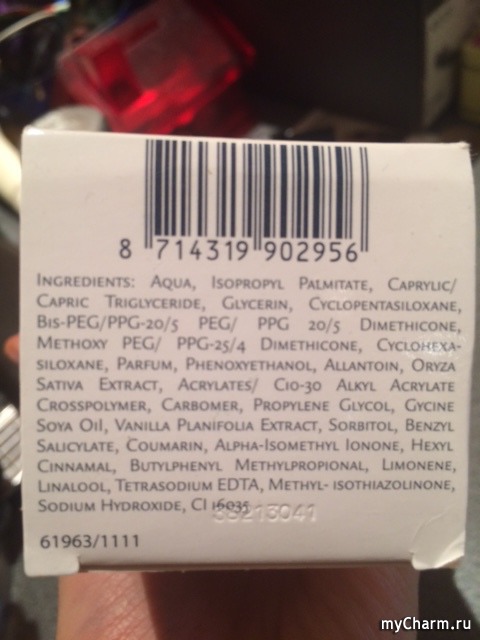 8 714319 902956
INGREDIENTS: AQUA, ISOPROPYL PALMITATE, CAPRYLIC/
CAPRIC TRIGLYCERIDE, GLYCERIN, CYCLOPENTASILOXANE,
BIS-PEG/PPG-20/5 PEG/ PPG 20/5 DIMETHICONE,
METHOXY PEG/ PPG-25/4 DIMETHICONE, CYCLOHEXA-
SILOXANE, PARFUM, PHENOXYETHANOL, ALLANTOIN, ORYZA
SATIVA EXTRACT, ACRYLATES/ C10-30 ALKYL ACRYLATE
CROSSPOLYMER, CARBOMER, PROPYLENE GLYCOL, GYCINE
SOYA OIL, VANILLA PLANIFOLIA EXTRACT, SORBITOL, BENZYL
SALICYLATE, COUMARIN, ALPHA-ISOMETHYL IONONE, HEXYL
CINNAMAL, BUTYLPHENYL METHYLPROPIONAL, LIMONENE,
LINALOOL, TETRASODIUM EDTA, METHYL- ISOTHIAZOLINONE,
SODIUM HYDROXIDE, CI 16035
61963/1111
myCharm.ru